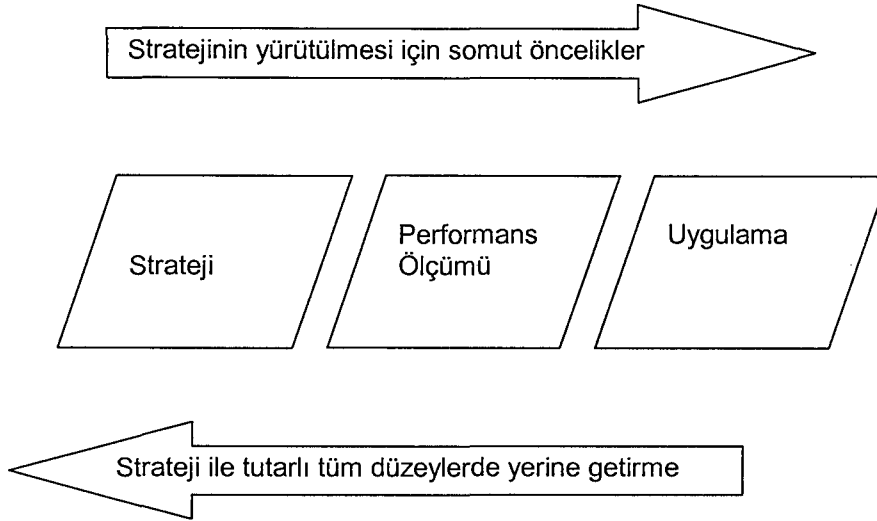 Stratejinin yürütülmesi için somut öncelikler
Strateji
Performans
Ölçümü
Uygulama
Strateji ile tutarlı tüm düzeylerde yerine getirme